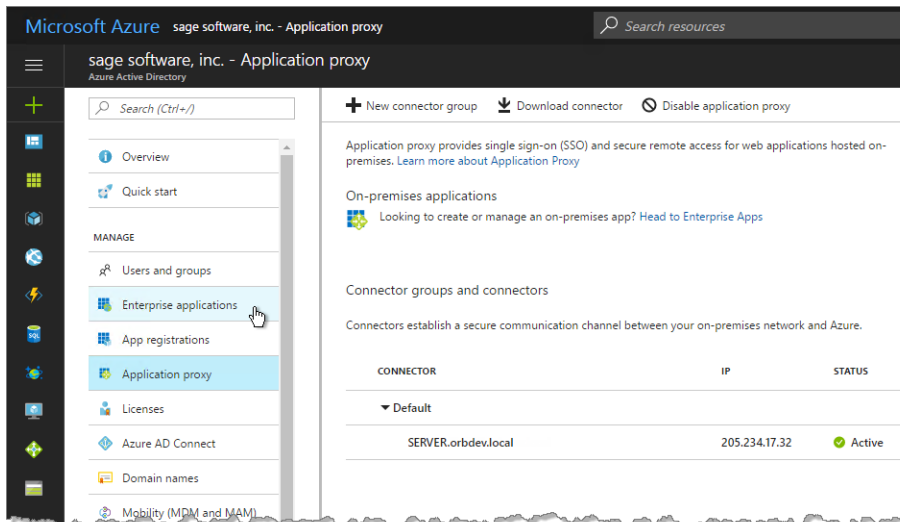 Microsoft Azure sage software, inc. - Application proxy
Search resources
sage software, inc. - Application proxy
Azure Active Directory
Search (Ctrl+/)
Overview
Quick start
MANAGE
Users and groups
Enterprise applications
App registrations
Application proxy
Licenses
Azure AD Connect
Domain names
Mobility (MDM and MAM)
New connector group Download connector Disable application proxy
Application proxy provides single sign-on (SSO) and secure remote access for web applications hosted on-
premises. Learn more about Application Proxy
On-premises applications
Looking to create or manage an on-premises app? Head to Enterprise Apps
Connector groups and connectors
Connectors establish a secure communication channel between your on-premises network and Azure.
CONNECTOR IP STATUS
Default
SERVER.orbdev.local 205.234.17.32 Active
SQL